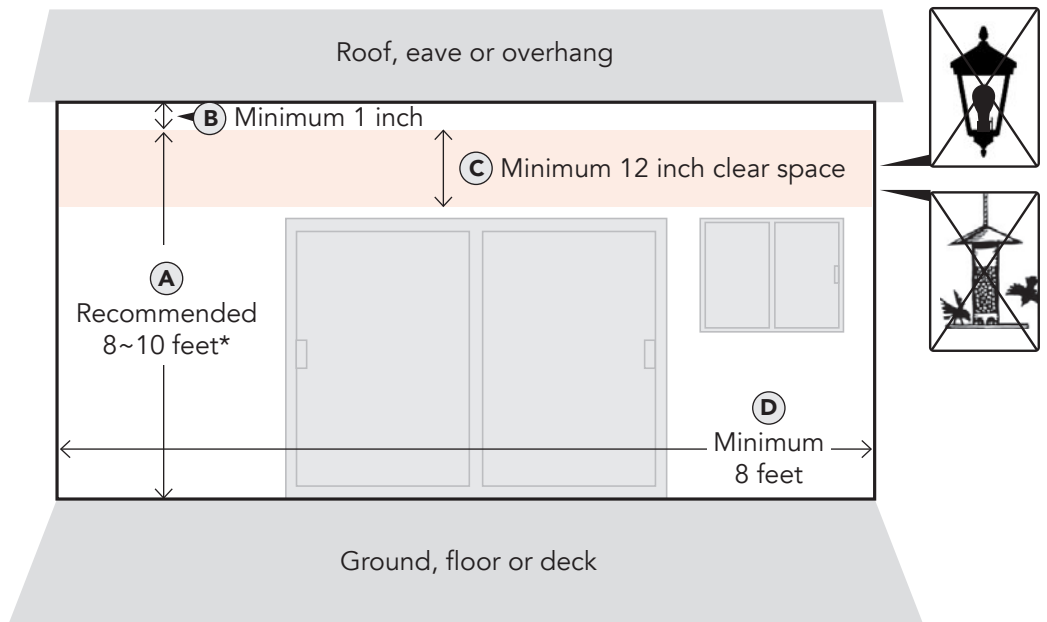 Roof, eave or overhang
B Minimum 1 inch
C Minimum 12 inch clear space
A
Recommended
8~10 feet*
D
Minimum
8 feet
Ground, floor or deck